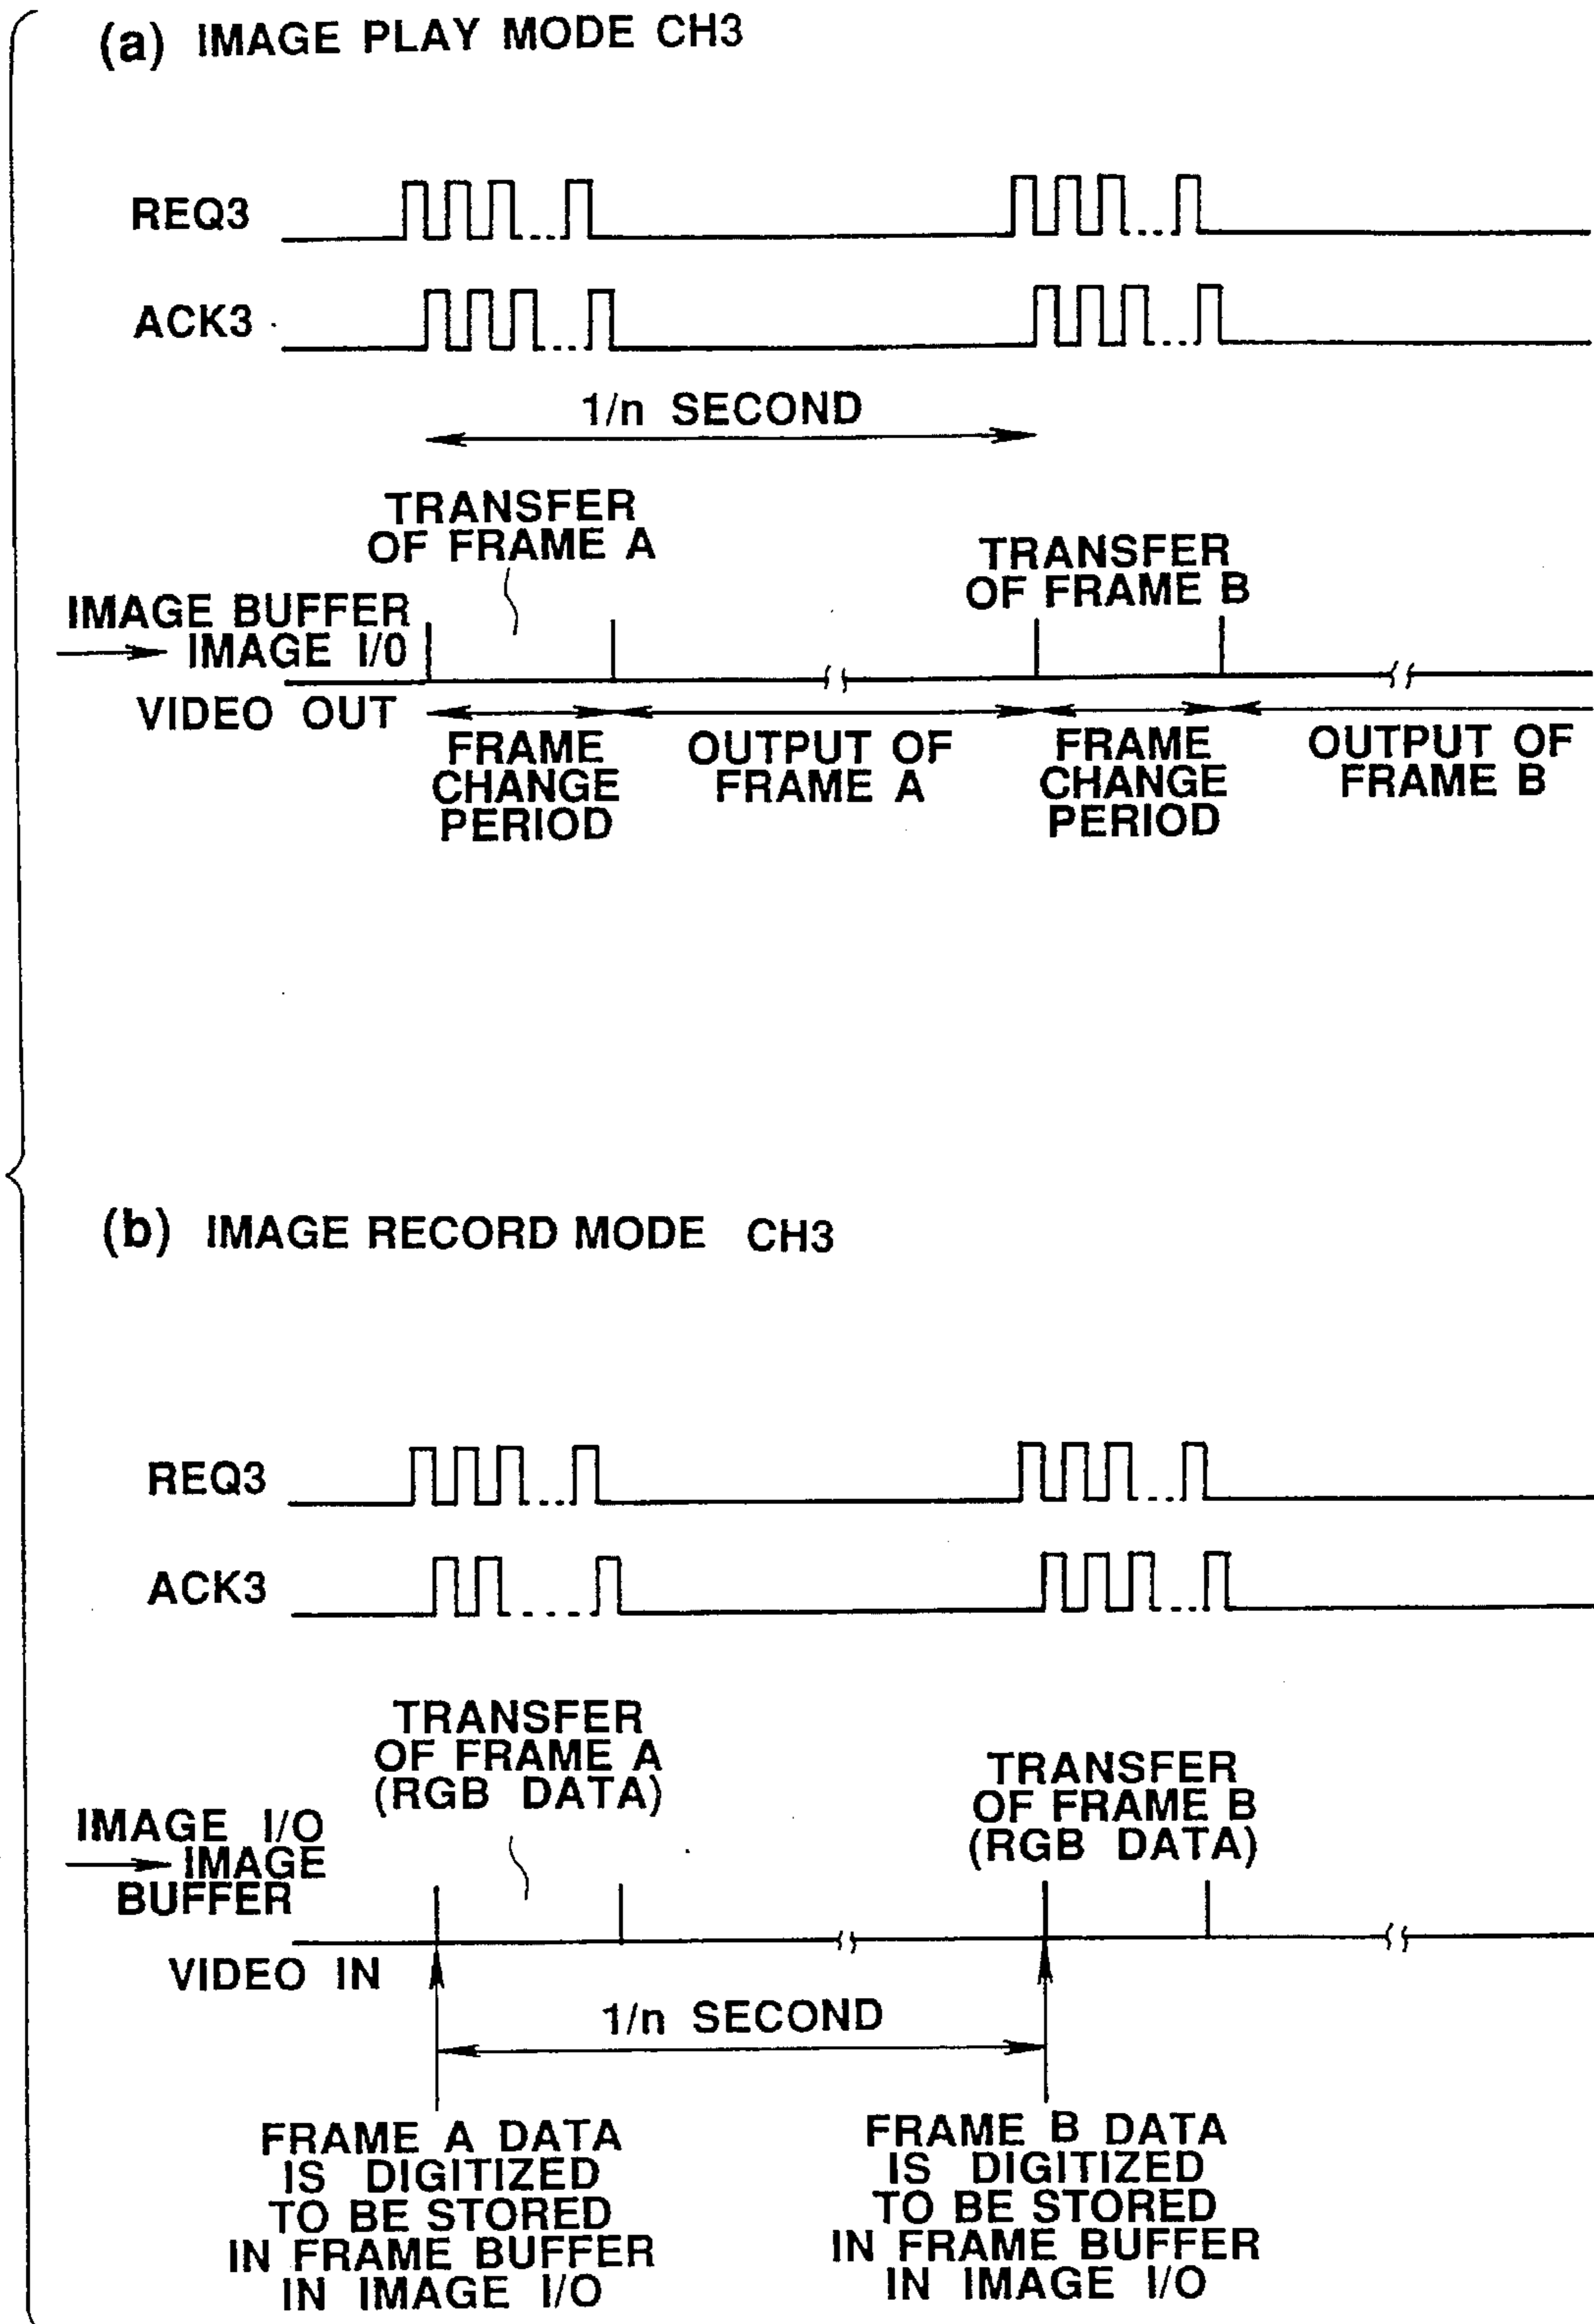 (a) IMAGE PLAY MODE CH3
REQ3
ACK3
1/n SECOND
TRANSFER
OF FRAME A
TRANSFER
OF FRAME B
IMAGE BUFFER
→ IMAGE I/0
VIDEO OUT
FRAME
CHANGE
PERIOD
OUTPUT OF
FRAME A
FRAME
CHANGE
PERIOD
OUTPUT OF
FRAME B
(b) IMAGE RECORD MODE CH3
REQ3
ACK3
TRANSFER
OF FRAME A
(RGB DATA)
TRANSFER
OF FRAME B
(RGB DATA)
IMAGE I/O
→ IMAGE
BUFFER
VIDEO IN
1/n SECOND
FRAME A DATA
IS DIGITIZED
TO BE STORED
IN FRAME BUFFER
IN IMAGE I/O
FRAME B DATA
IS DIGITIZED
TO BE STORED
IN FRAME BUFFER
IN IMAGE I/O